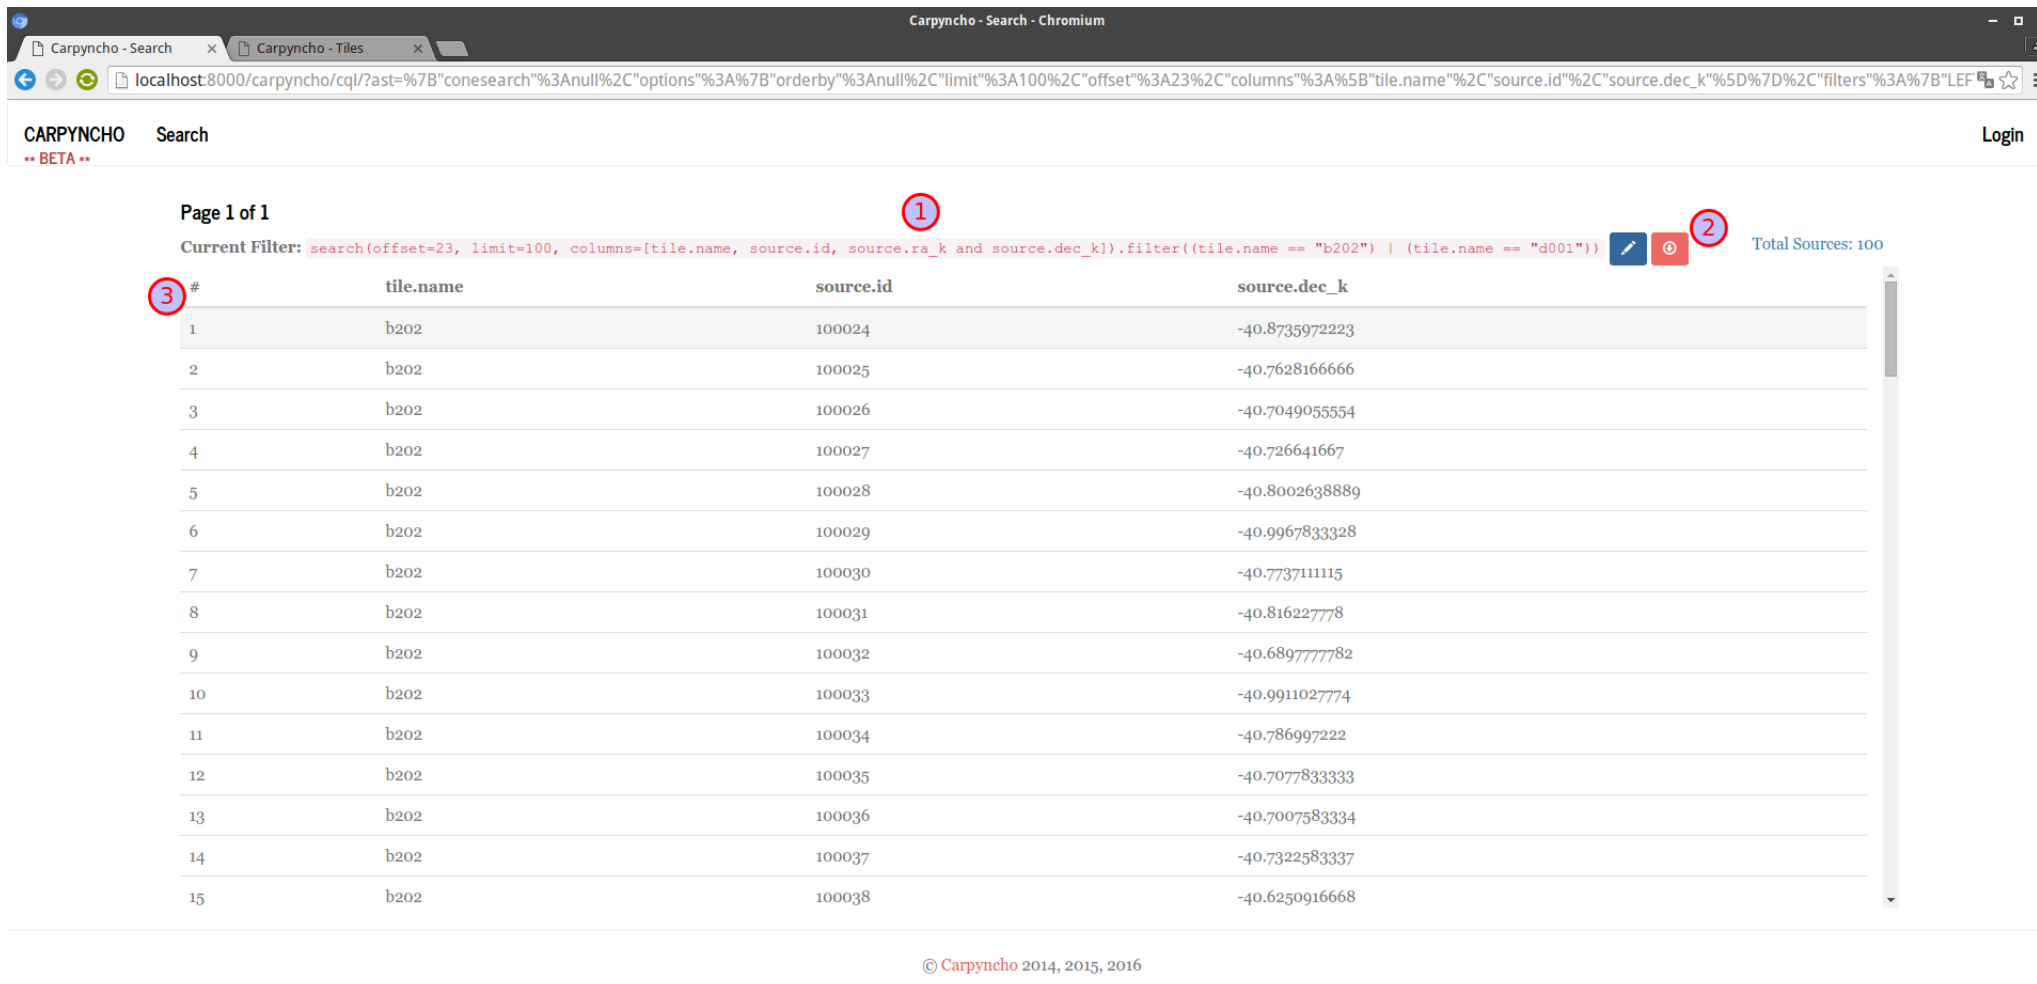 Carpyncho - Search - Chromium
Carpyncho - Search
Carpyncho - Tiles
localhost:8000/carpyncho/cql/?ast=%7B"conesearch"%3Anull%2C"options"%3A%7B"orderby"%3Anull%2C"limit"%3A100%2C"offset"%3A23%2C"columns"%3A%5B"tile.name"%2C"source.id"%2C"source.dec_k"%5D%7D%2C"filters"%3A%7B"LEF
CARPYNCHO Search Login
** BETA **
1
Page 1 of 1
2
Current Filter: search(offset=23, limit=100, columns=[tile.name, source.id, source.ra_k and source.dec_k]).filter((tile.name == "b202") | (tile.name == "d001")) Total Sources: 100
3
# tile.name source.id source.dec_k
1 b202 100024 -40.8735972223
2 b202 100025 -40.7628166666
3 b202 100026 -40.7049055554
4 b202 100027 -40.726641667
5 b202 100028 -40.8002638889
6 b202 100029 -40.9967833328
7 b202 100030 -40.7737111115
8 b202 100031 -40.816227778
9 b202 100032 -40.6897777782
10 b202 100033 -40.9911027774
11 b202 100034 -40.786997222
12 b202 100035 -40.7077833333
13 b202 100036 -40.7007583334
14 b202 100037 -40.7322583337
15 b202 100038 -40.6250916668
© Carpyncho 2014, 2015, 2016